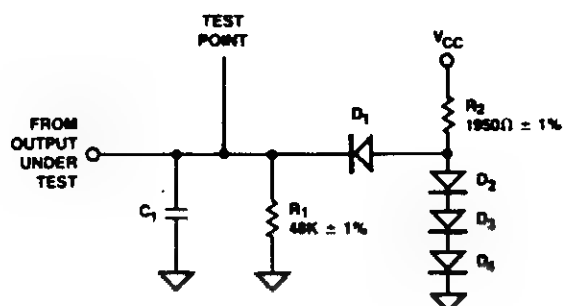 TEST
POINT
VCC
D1
R2
1950Ω ± 1%
FROM
OUTPUT
UNDER
TEST
D2
C1
R1
48K ± 1%
D3
D4